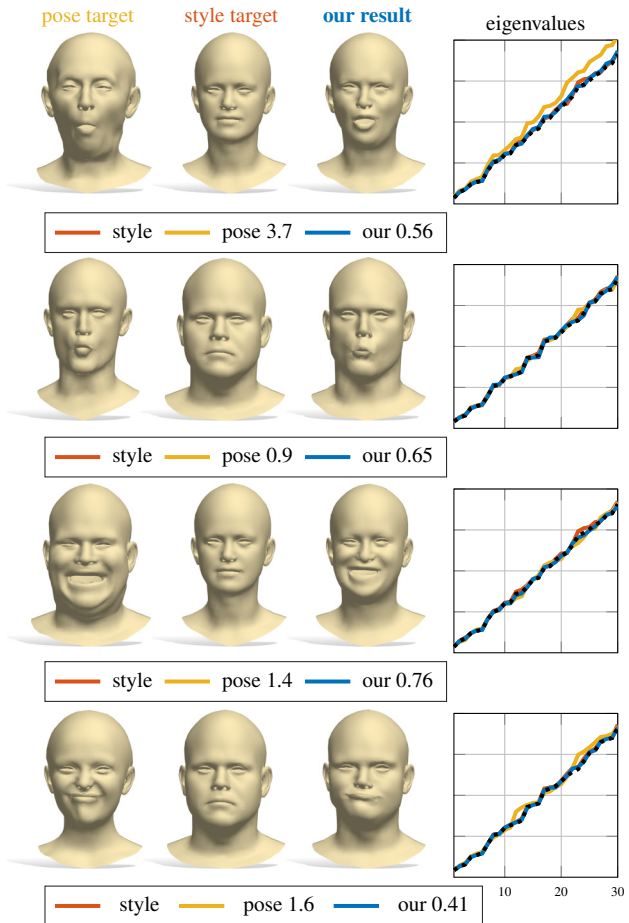 pose target style target our result eigenvalues
style pose 3.7 our 0.56
style pose 0.9 our 0.65
style pose 1.4 our 0.76
style pose 1.6 our 0.41
10 20 30